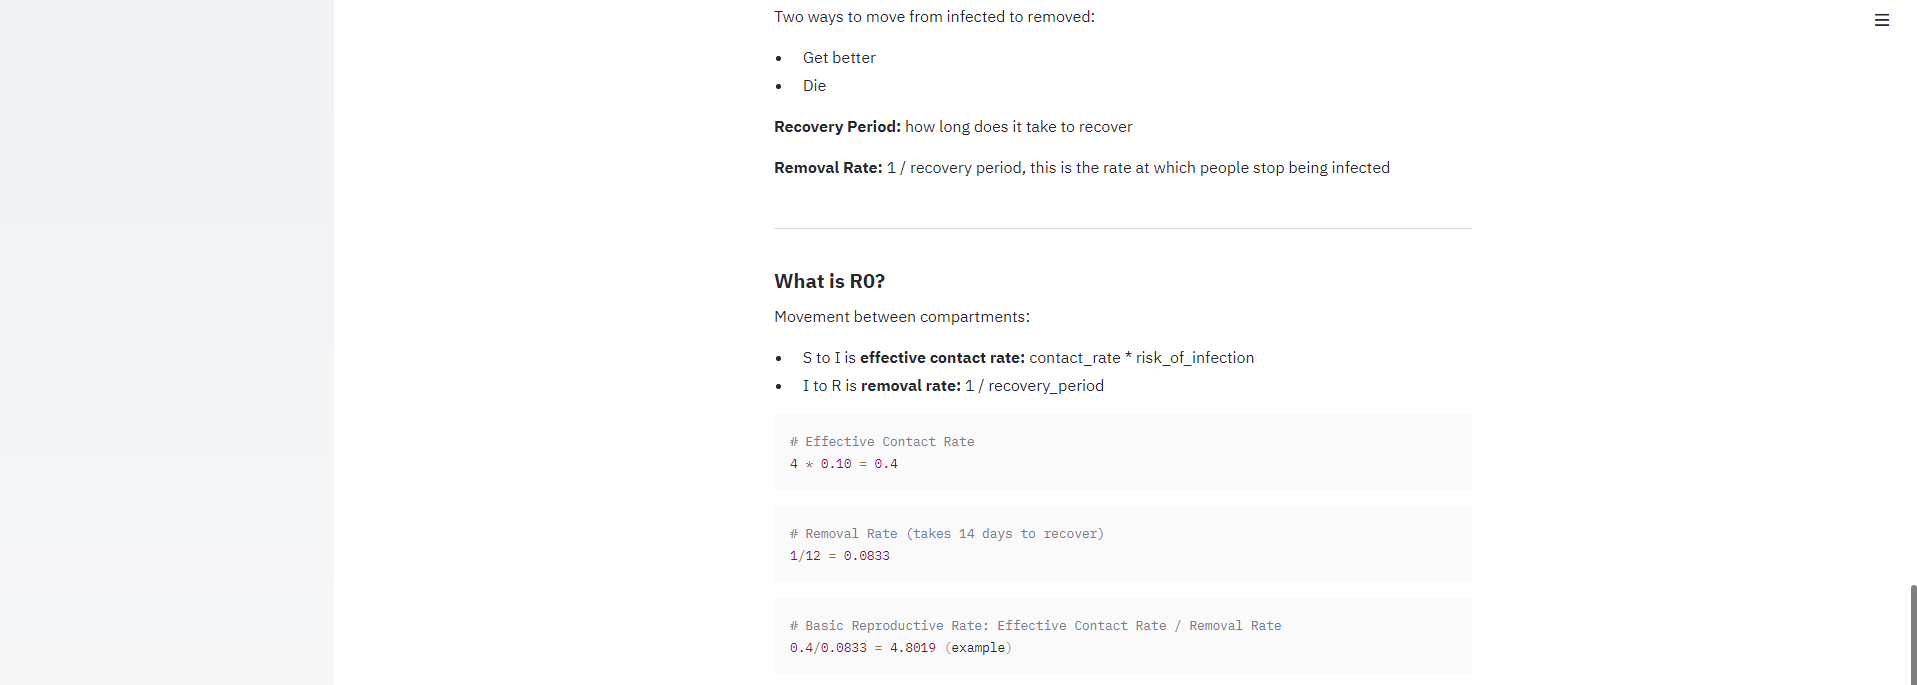 Two ways to move from infected to removed:
Get better
Die
Recovery Period: how long does it take to recover
Removal Rate: 1 / recovery period, this is the rate at which people stop being infected
What is R0?
Movement between compartments:
S to I is effective contact rate: contact_rate * risk_of_infection
I to R is removal rate: 1 / recovery_period
# Effective Contact Rate
4 * 0.10 = 0.4
# Removal Rate (takes 14 days to recover)
1/12 = 0.0833
# Basic Reproductive Rate: Effective Contact Rate / Removal Rate
0.4/0.0833 = 4.8019 (example)